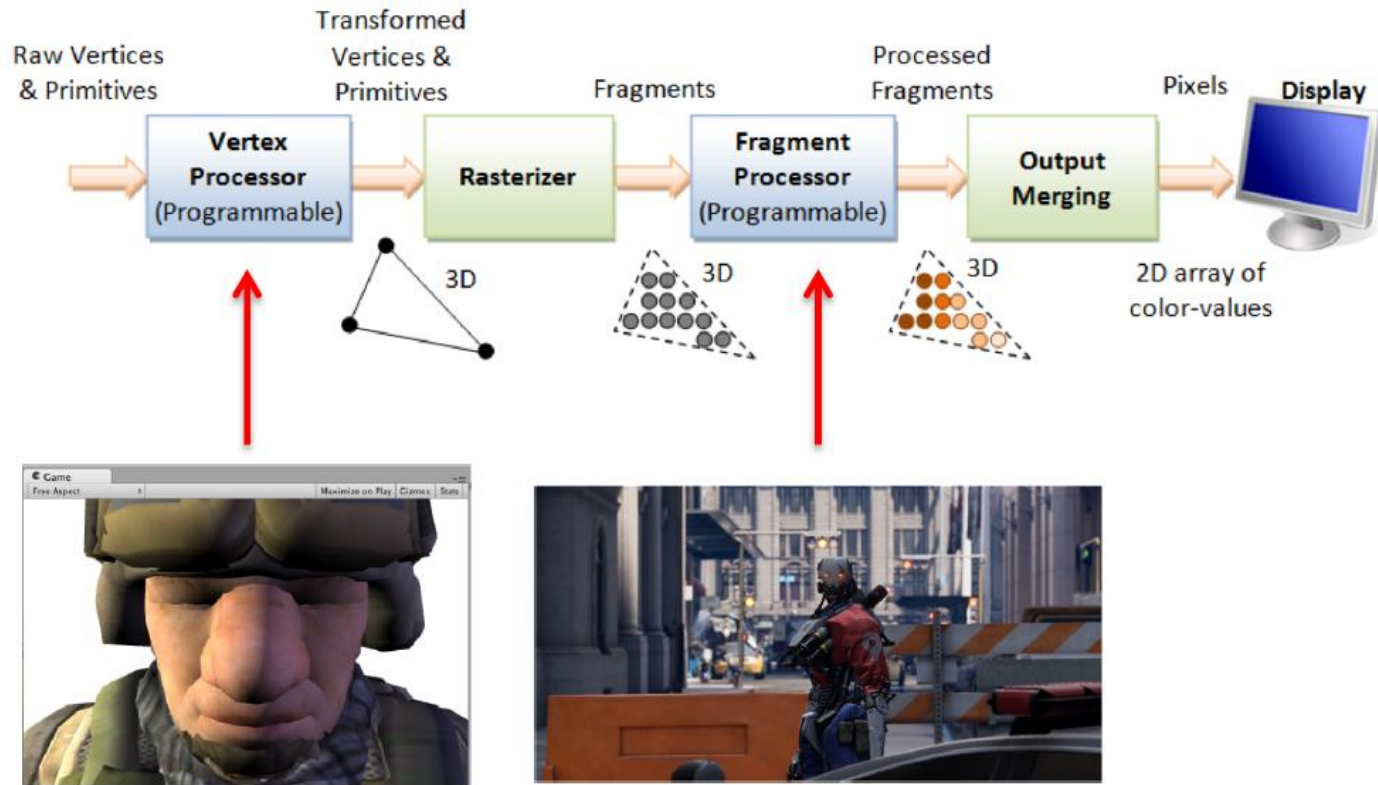 Raw Vertices
& Primitives
Transformed
Vertices &
Primitives
Fragments
Processed
Fragments
Pixels
Display
Vertex
Processor
(Programmable)
Rasterizer
Fragment
Processor
(Programmable)
Output
Merging
3D
3D
3D
2D array of
color-values
Game
Free Aspect
Maximize on Play
Gizmos
Stats